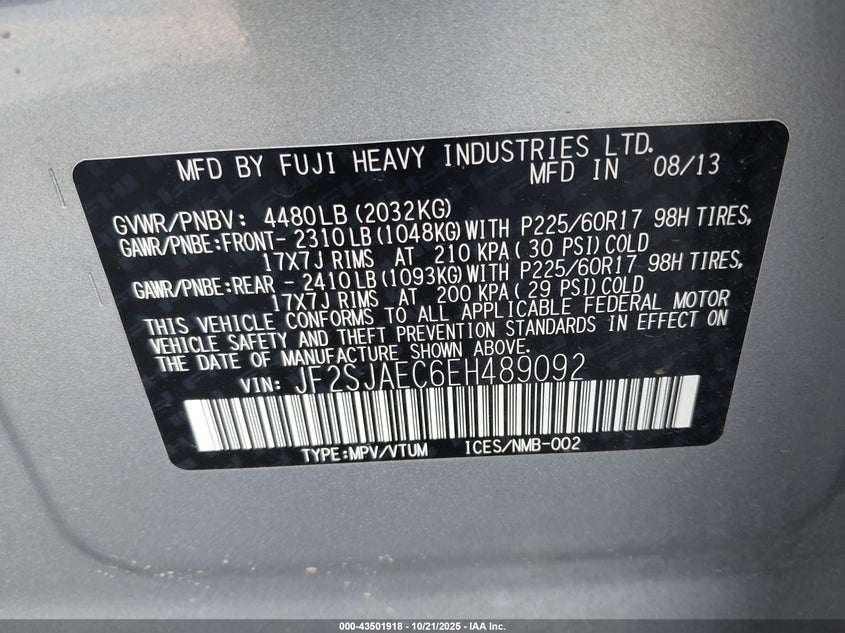 MFD BY FUJI HEAVY INDUSTRIES LTD.
MFD IN 08/13
GVWR/PNBV: 4480LB (2032KG)
GAWR/PNBE:FRONT- 2310LB (1048KG)WITH P225/60R17 98H TIRES,
17X7J RIMS AT 210 KPA( 30 PSI)COLD
GAWR/PNBE:REAR - 2410LB (1093KG)WITH P225/60R17 98H TIRES,
17X7J RIMS AT 200 KPA( 29 PSI)COLD
THIS VEHICLE CONFORMS TO ALL APPLICABLE FEDERAL MOTOR
VEHICLE SAFETY AND THEFT PREVENTION STANDARDS IN EFFECT ON
THE DATE OF MANUFACTURE SHOWN ABOVE.
VIN: JF2SJAEC6EH489092
TYPE:MPV/VTUM ICES/NMB-002
000-43501918 - 10/21/2025 - IAA Inc.